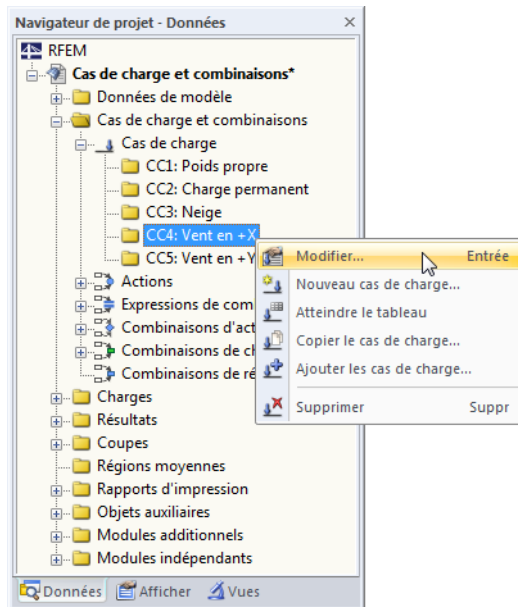 Navigateur de projet - Données
RFEM
Cas de charge et combinaisons*
Données de modèle
Cas de charge et combinaisons
Cas de charge
CC1: Poids propre
CC2: Charge permanent
CC3: Neige
CC4: Vent en +X
CC5: Vent en +Y
Modifier... Entrée
Nouveau cas de charge...
Atteindre le tableau
Copier le cas de charge...
Ajouter les cas de charge...
Supprimer Suppr
Actions
Expressions de com
Combinaisons d'act
Combinaisons de ch
Combinaisons de ré
Charges
Résultats
Coupes
Régions moyennes
Rapports d'impression
Objets auxiliaires
Modules additionnels
Modules indépendants
Données Afficher Vues